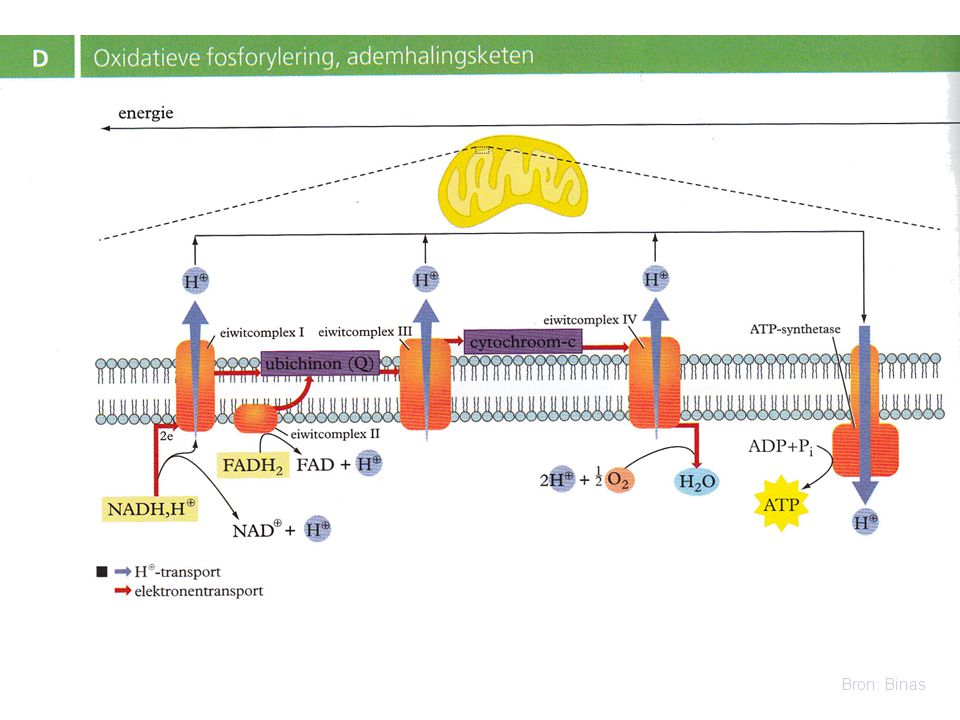 D Oxidatieve fosforylering, ademhalingsketen
energie
H⊕ H⊕ H⊕
eiwitcomplex I eiwitcomplex III eiwitcomplex IV ATP-synthetase
ubichinon (Q) cytochroom-c
2e eiwitcomplex II
FADH₂ FAD + H⊕
ADP+Pᵢ
2H⊕ + ½ O₂ H₂O
NADH,H⊕ ATP
NAD⊕ + H⊕ H⊕
H⊕-transport
elektronentransport
Bron: Binas